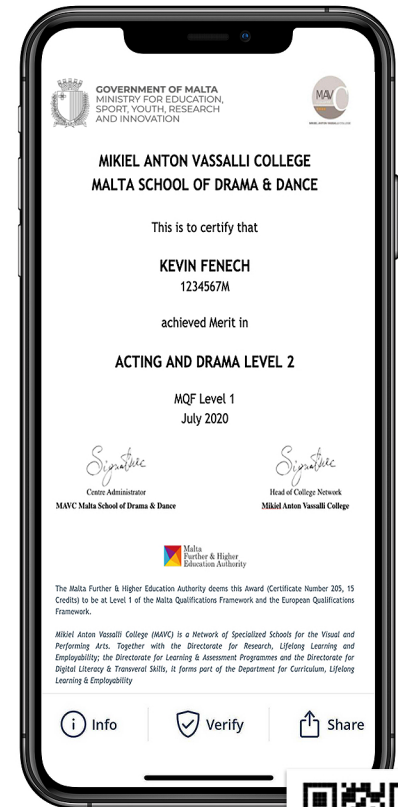 GOVERNMENT OF MALTA
MINISTRY FOR EDUCATION,
SPORT, YOUTH, RESEARCH
AND INNOVATION
MAV
MIKIEL ANTON VASSALLI COLLEGE
MIKIEL ANTON VASSALLI COLLEGE
MALTA SCHOOL OF DRAMA & DANCE
This is to certify that
KEVIN FENECH
1234567M
achieved Merit in
ACTING AND DRAMA LEVEL 2
MQF Level 1
July 2020
Signature
Signature
Centre Administrator
Head of College Network
MAVC Malta School of Drama & Dance
Mikiel Anton Vassalli College
Malta
Further & Higher
Education Authority
The Malta Further & Higher Education Authority deems this Award (Certificate Number 205, 15
Credits) to be at Level 1 of the Malta Qualifications Framework and the European Qualifications
Framework.
Mikiel Anton Vassalli College (MAVC) is a Network of Specialized Schools for the Visual and
Performing Arts. Together with the Directorate for Research, Lifelong Learning and
Employability; the Directorate for Learning & Assessment Programmes and the Directorate for
Digital Literacy & Transveral Skills, it forms part of the Department for Curriculum, Lifelong
Learning & Employability
Info
Verify
Share